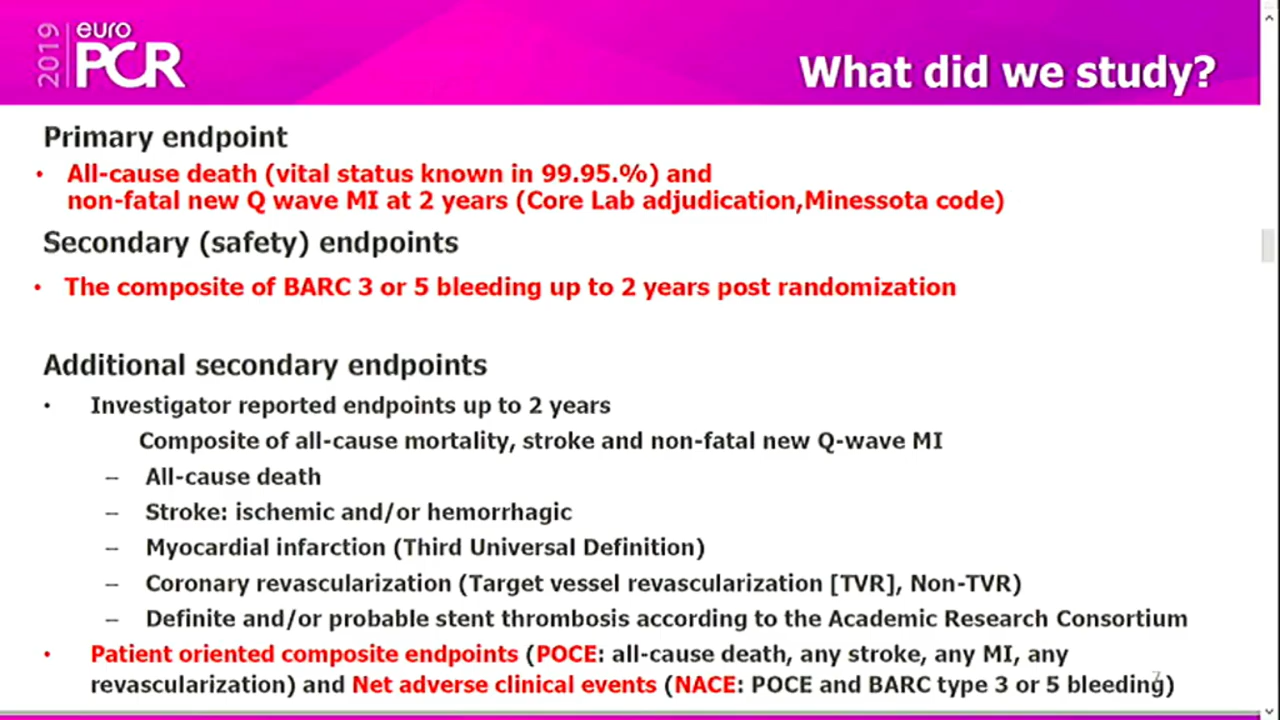 2019
euro
PCR
What did we study?
Primary endpoint
• All-cause death (vital status known in 99.95.%) and
non-fatal new Q wave MI at 2 years (Core Lab adjudication,Minessota code)
Secondary (safety) endpoints
• The composite of BARC 3 or 5 bleeding up to 2 years post randomization
Additional secondary endpoints
• Investigator reported endpoints up to 2 years
Composite of all-cause mortality, stroke and non-fatal new Q-wave MI
– All-cause death
– Stroke: ischemic and/or hemorrhagic
– Myocardial infarction (Third Universal Definition)
– Coronary revascularization (Target vessel revascularization [TVR], Non-TVR)
– Definite and/or probable stent thrombosis according to the Academic Research Consortium
• Patient oriented composite endpoints (POCE: all-cause death, any stroke, any MI, any
revascularization) and Net adverse clinical events (NACE: POCE and BARC type 3 or 5 bleeding)
7